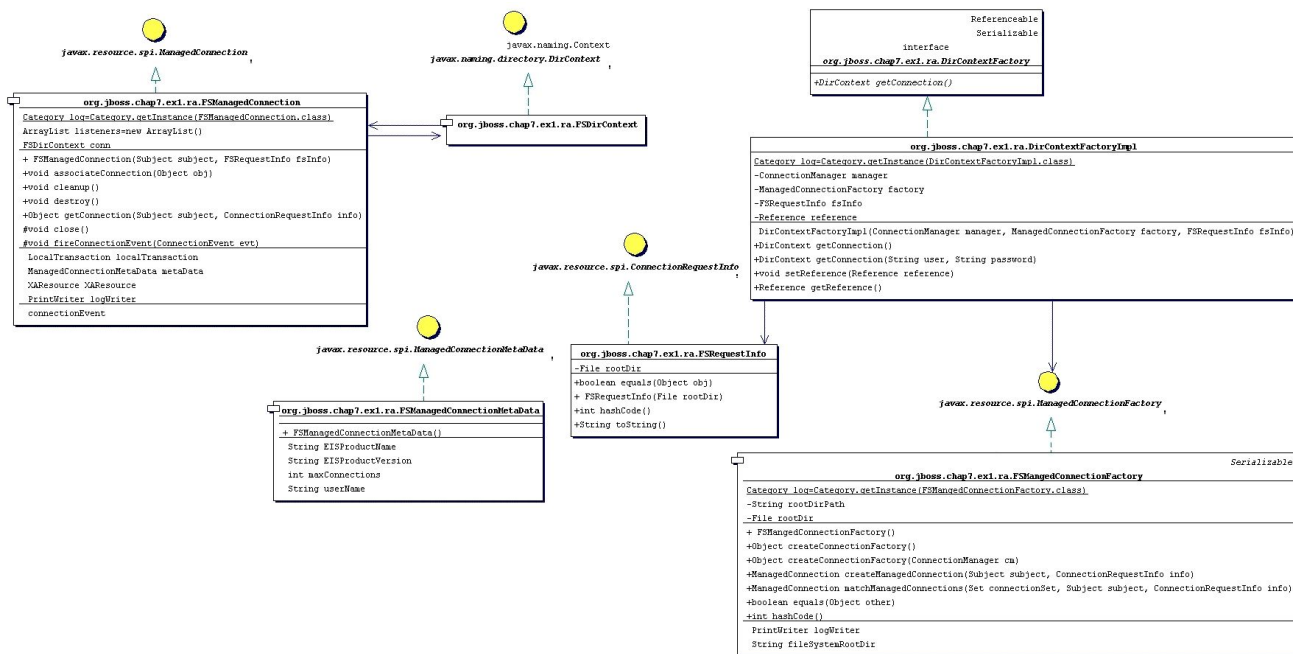 javax.resource.spi.ManagedConnection,
org.jboss.chap7.ex1.ra.FSManagedConnection
Category log=Category.getInstance(FSManagedConnection.class)
ArrayList listeners=new ArrayList()
FSDirContext conn
+ FSManagedConnection(Subject subject, FSRequestInfo fsInfo)
+void associateConnection(Object obj)
+void cleanup()
+void destroy()
+Object getConnection(Subject subject, ConnectionRequestInfo info)
#void close()
#void fireConnectionEvent(ConnectionEvent evt)
LocalTransaction localTransaction
ManagedConnectionMetaData metaData
XAResource XAResource
PrintWriter logWriter
connectionEvent
javax.naming.Context
javax.naming.directory.DirContext,
org.jboss.chap7.ex1.ra.FSDirContext
Referenceable
Serializable
interface
org.jboss.chap7.ex1.ra.DirContextFactory
+DirContext getConnection()
org.jboss.chap7.ex1.ra.DirContextFactoryImpl
Category log=Category.getInstance(DirContextFactoryImpl.class)
-ConnectionManager manager
-ManagedConnectionFactory factory
-FSRequestInfo fsInfo
-Reference reference
DirContextFactoryImpl(ConnectionManager manager, ManagedConnectionFactory factory, FSRequestInfo fsInfo)
+DirContext getConnection()
+DirContext getConnection(String user, String password)
+void setReference(Reference reference)
+Reference getReference()
javax.resource.spi.ConnectionRequestInfo,
org.jboss.chap7.ex1.ra.FSRequestInfo
-File rootDir
+boolean equals(Object obj)
+ FSRequestInfo(File rootDir)
+int hashCode()
+String toString()
javax.resource.spi.ManagedConnectionMetaData,
org.jboss.chap7.ex1.ra.FSManagedConnectionMetaData
+ FSManagedConnectionMetaData()
String EISProductName
String EISProductVersion
int maxConnections
String userName
javax.resource.spi.ManagedConnectionFactory,
Serializable
org.jboss.chap7.ex1.ra.FSMangedConnectionFactory
Category log=Category.getInstance(FSMangedConnectionFactory.class)
-String rootDirPath
-File rootDir
+ FSMangedConnectionFactory()
+Object createConnectionFactory()
+Object createConnectionFactory(ConnectionManager cm)
+ManagedConnection createManagedConnection(Subject subject, ConnectionRequestInfo info)
+ManagedConnection matchManagedConnections(Set connectionSet, Subject subject, ConnectionRequestInfo info)
+boolean equals(Object other)
+int hashCode()
PrintWriter logWriter
String fileSystemRootDir